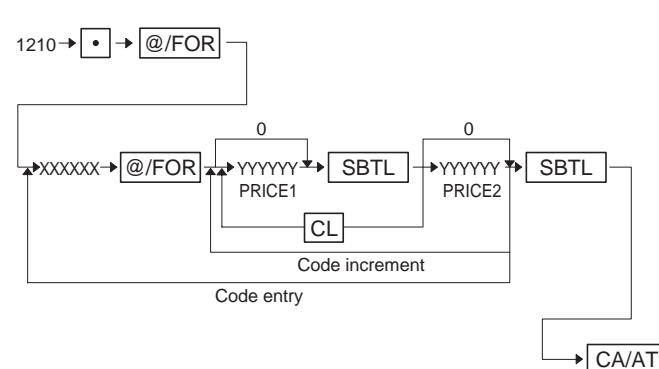 1210 • @/FOR
0 0
XXXXXX @/FOR YYYYYY SBTL YYYYYY SBTL
PRICE1 PRICE2
CL
Code increment
Code entry
CA/AT